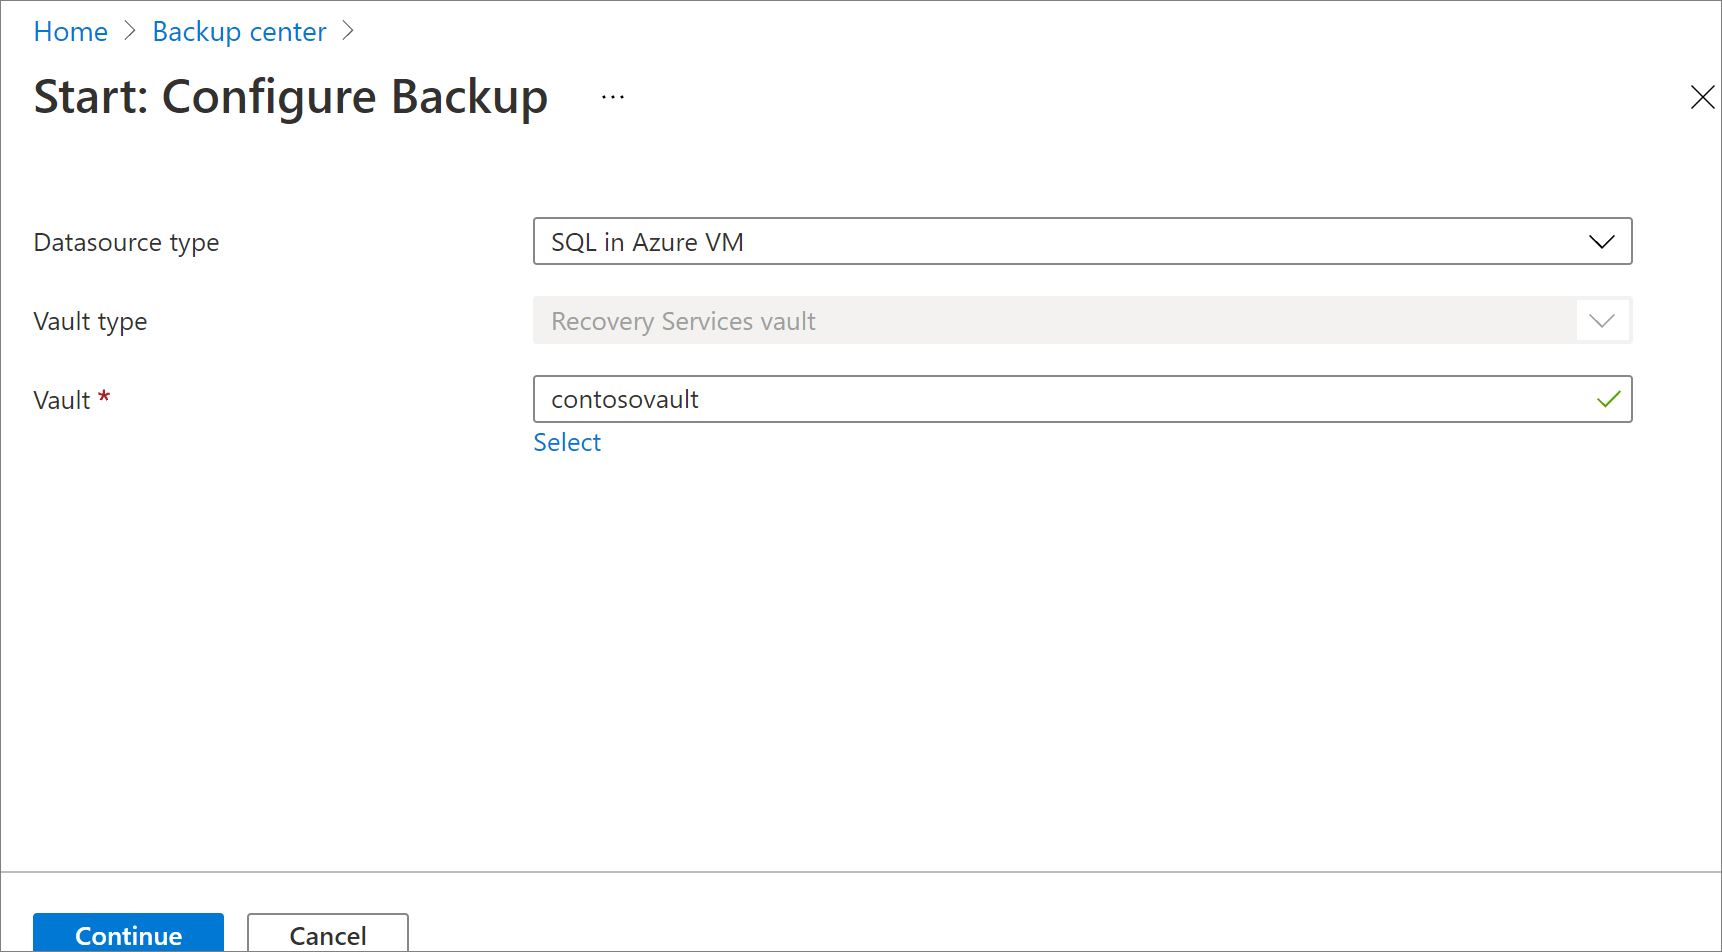 Home > Backup center >
Start: Configure Backup ...
Datasource type SQL in Azure VM
Vault type Recovery Services vault
Vault * contosovault
Select
Continue Cancel